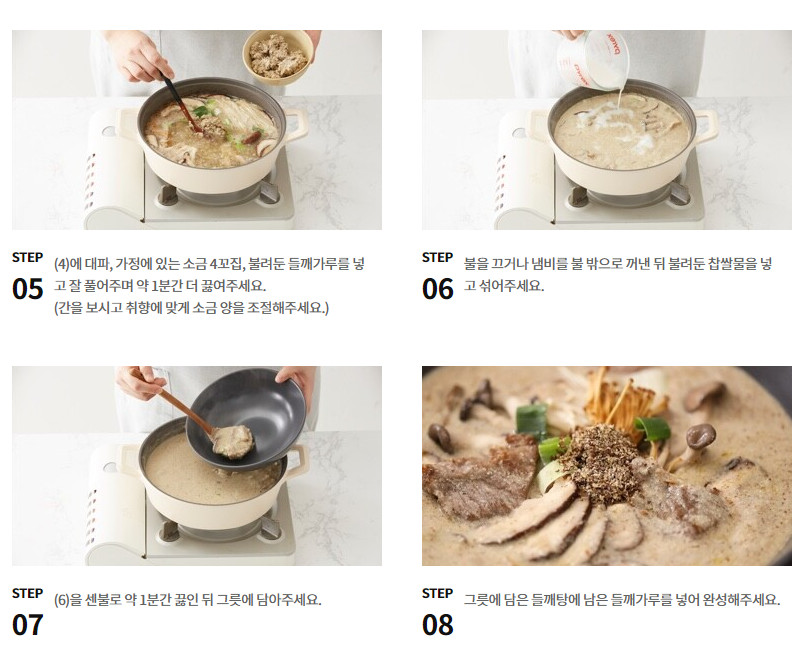 STEP
05
(4)에 대파, 가정에 있는 소금 4꼬집, 불려둔 들깨가루를 넣
고 잘 풀어주며 약 1분간 더 끓여주세요.
(간을 보시고 취향에 맞게 소금 양을 조절해주세요.)
STEP
06
불을 끄거나 냄비를 불 밖으로 꺼낸 뒤 불려둔 찹쌀물을 넣
고 섞어주세요.
STEP
07
(6)을 센불로 약 1분간 끓인 뒤 그릇에 담아주세요.
STEP
08
그릇에 담은 들깨탕에 남은 들깨가루를 넣어 완성해주세요.